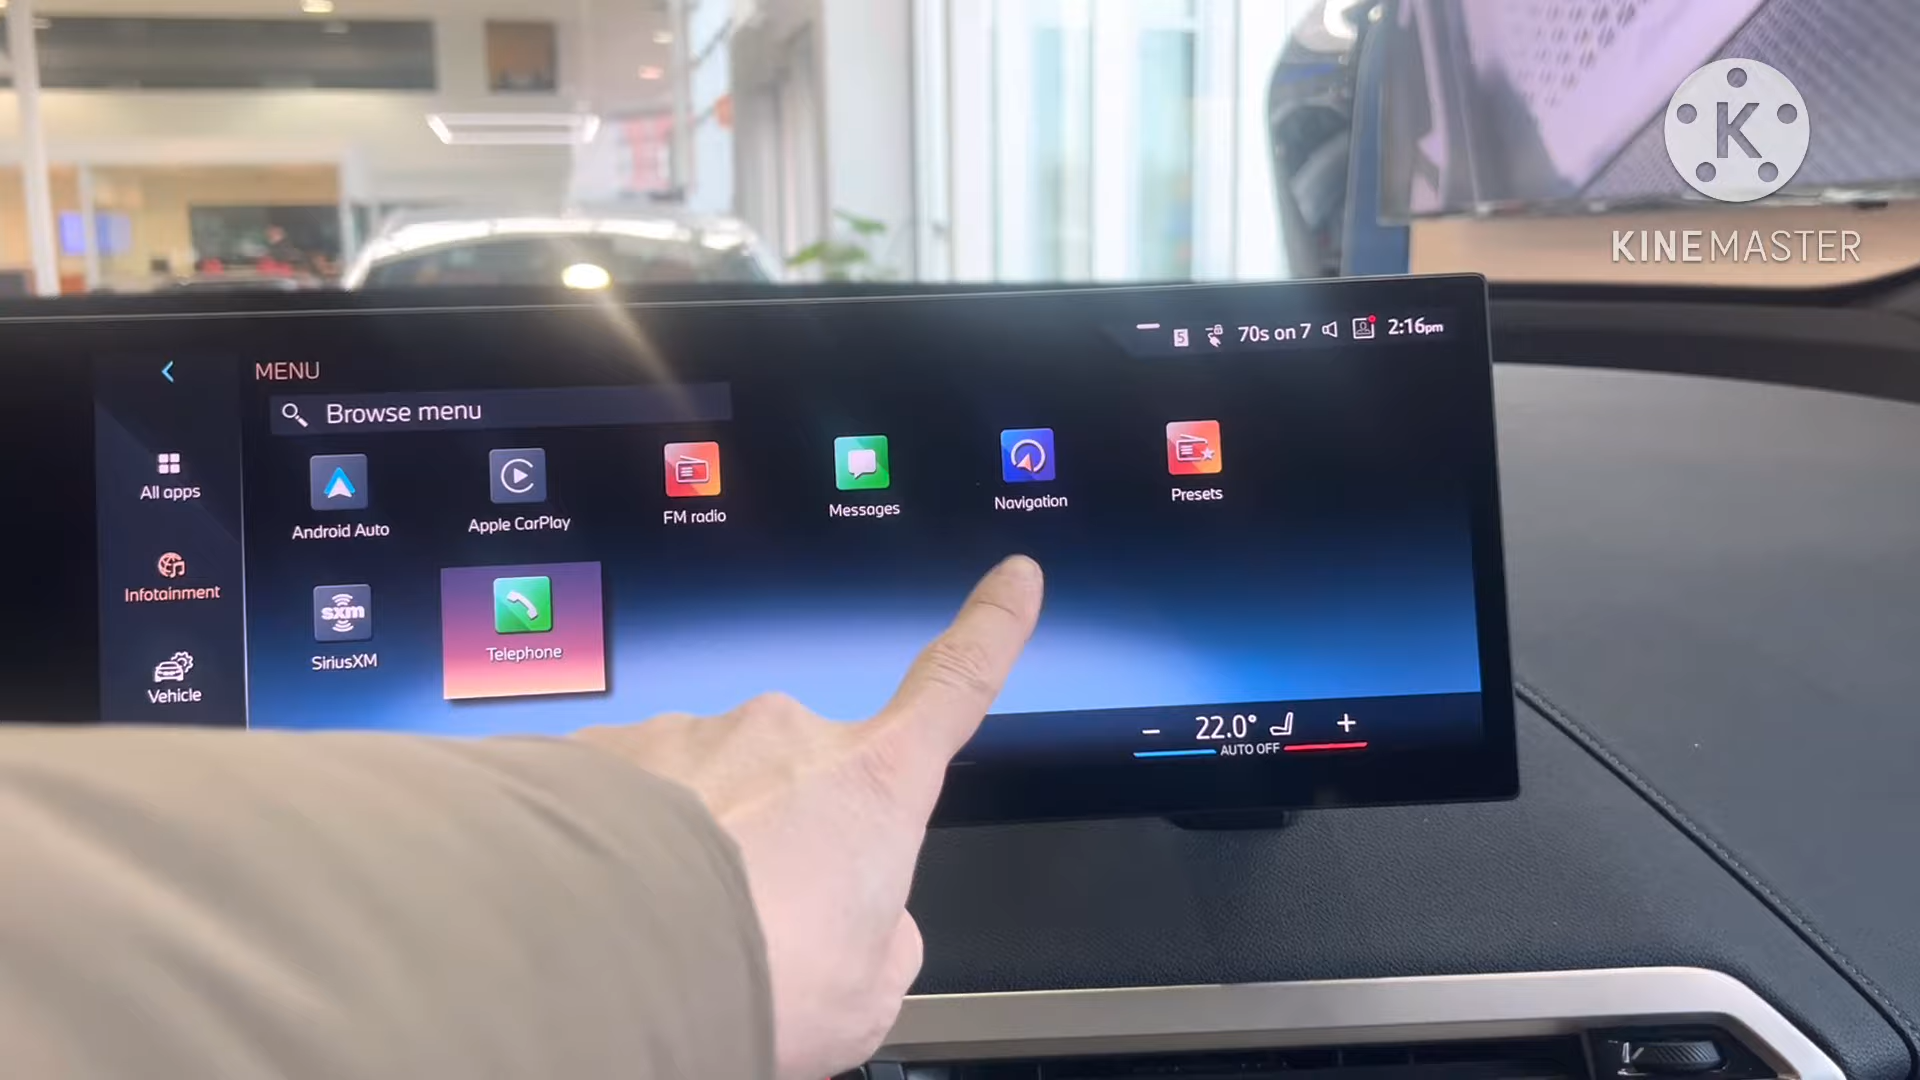 K
KINEMASTER
5 70s on 7 2:16pm
MENU
Browse menu
All apps
Infotainment
Vehicle
Android Auto
Apple CarPlay
FM radio
Messages
Navigation
Presets
sxm
SiriusXM
Telephone
− 22.0° +
AUTO OFF